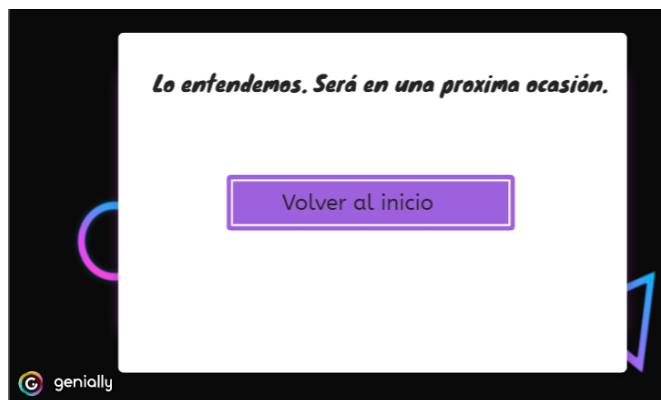 Lo entendemos. Será en una proxima ocasión.
Volver al inicio
G genially